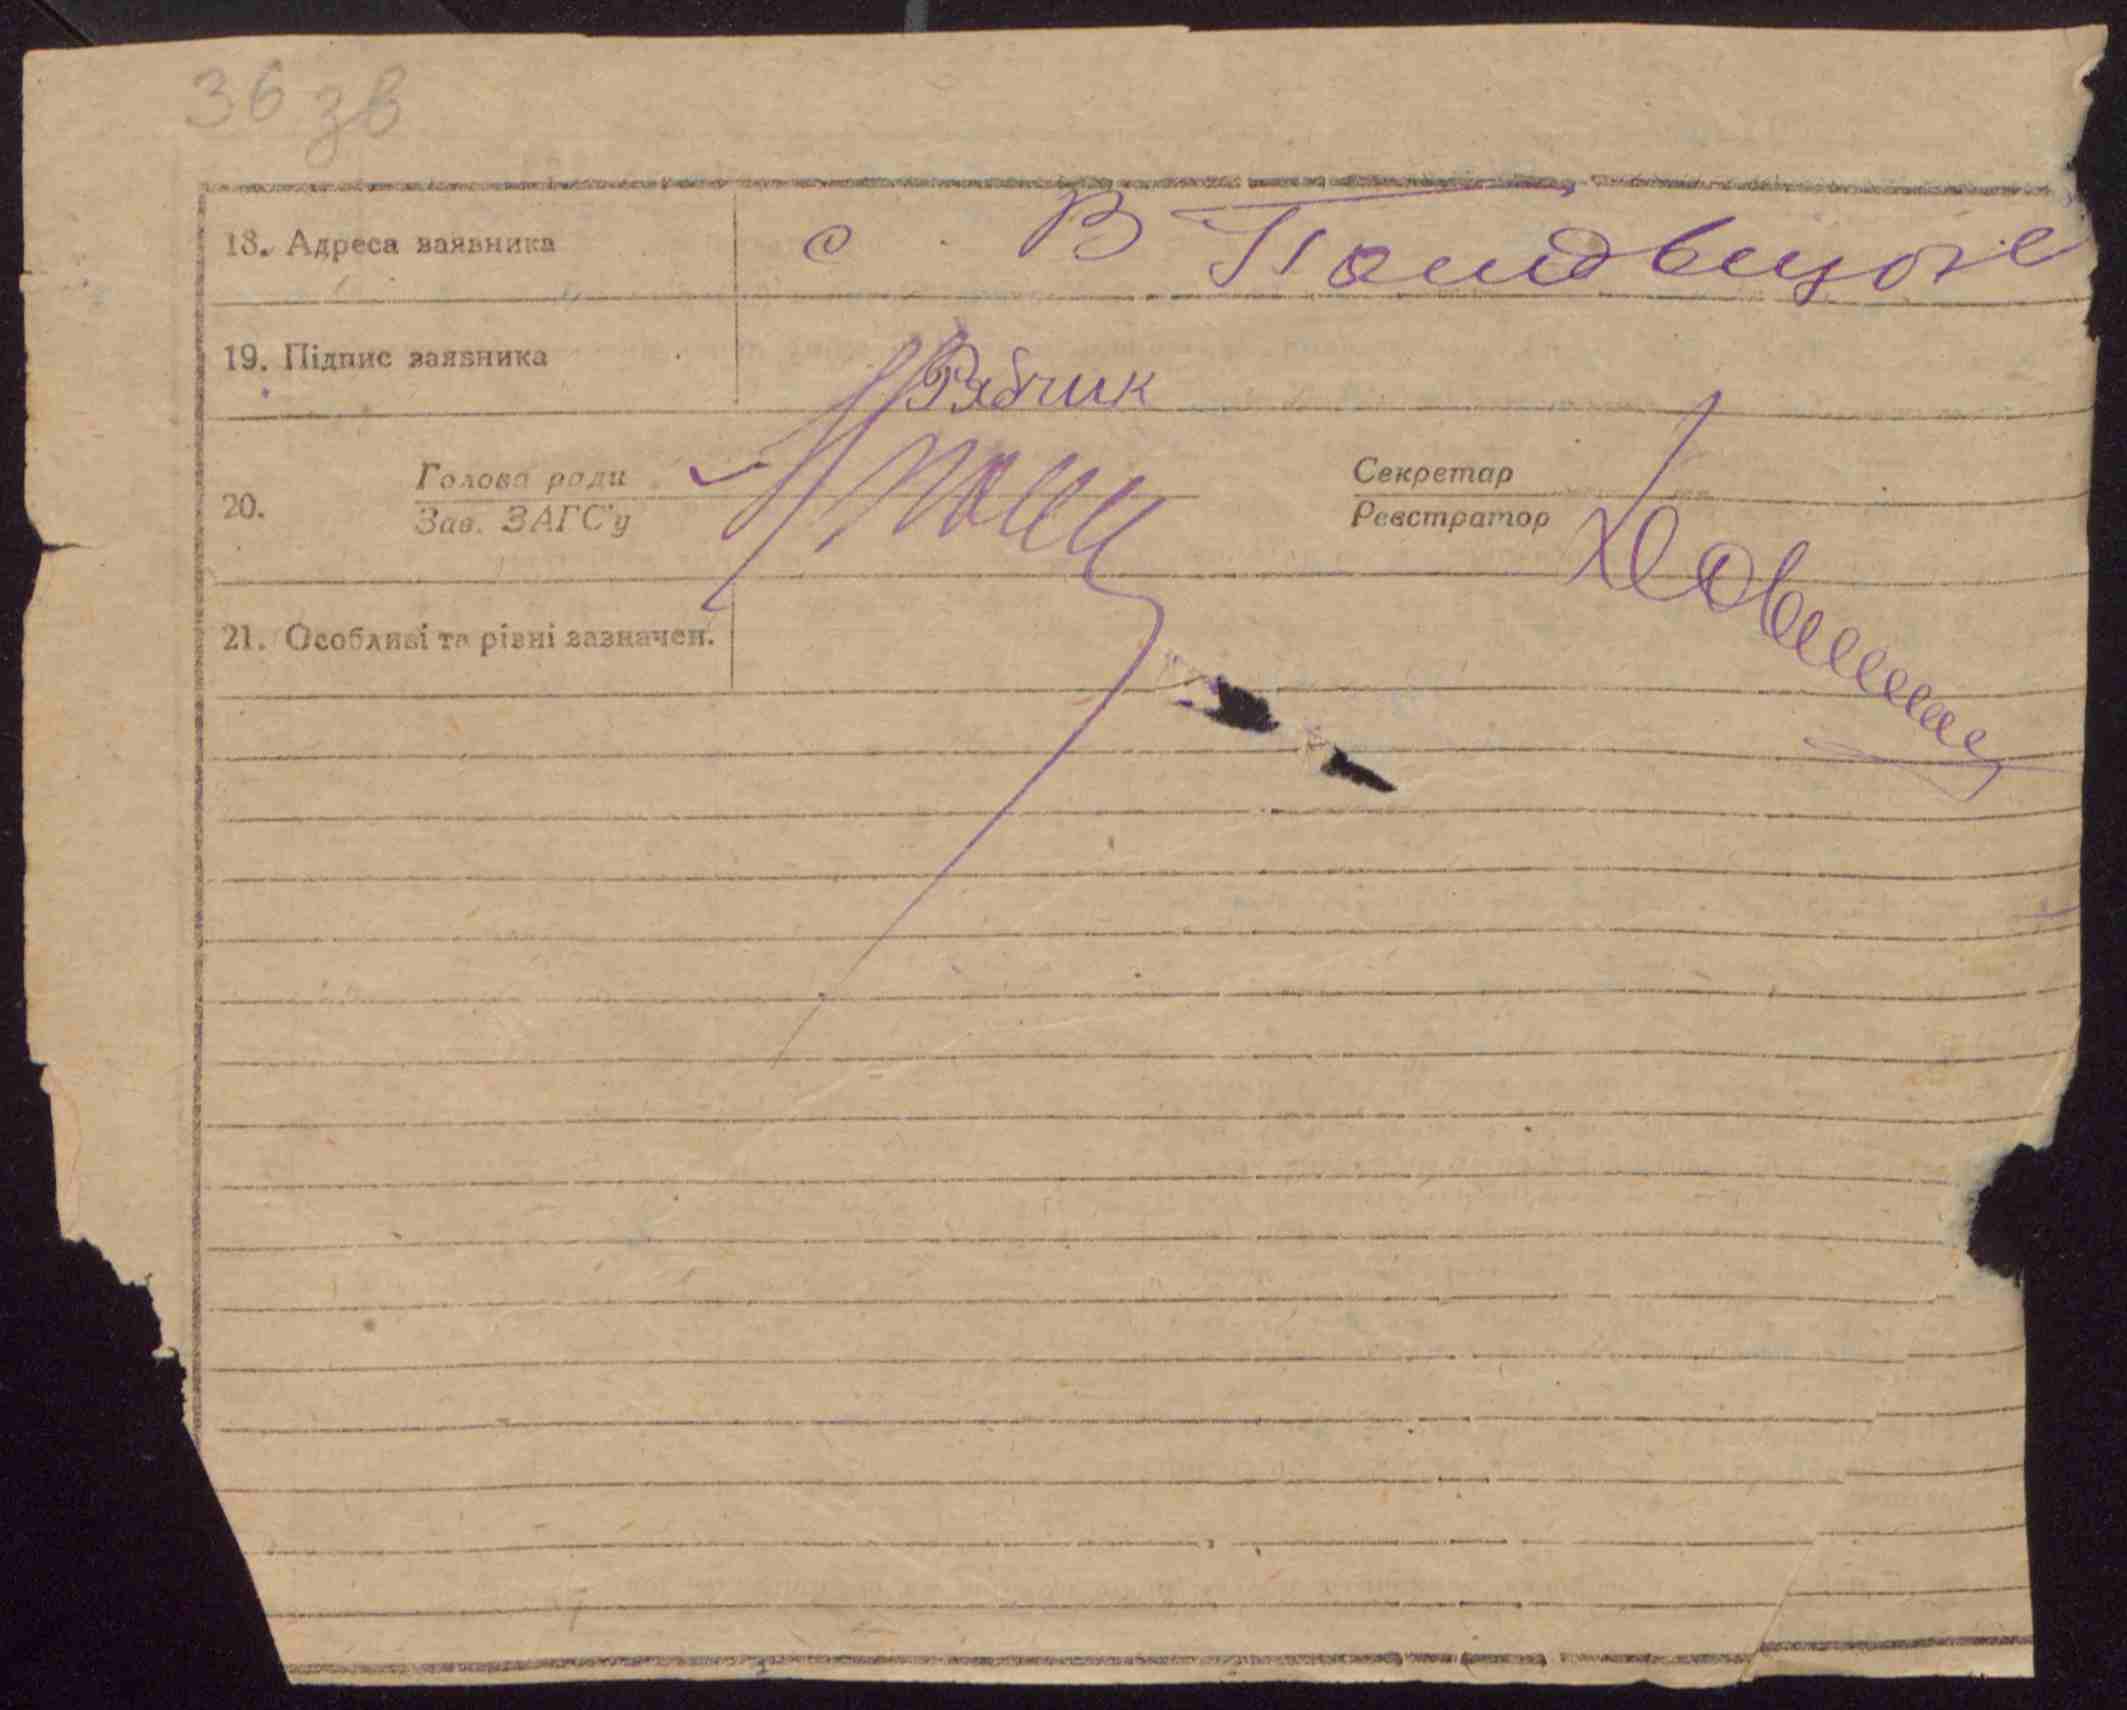 36 зв
18. Адреса заявника с. В
19. Підпис заявника Рябчик
20. Голова ради Секретар
Зав. ЗАГС'у Реєстратор
21. Особливі та різні зазначен.